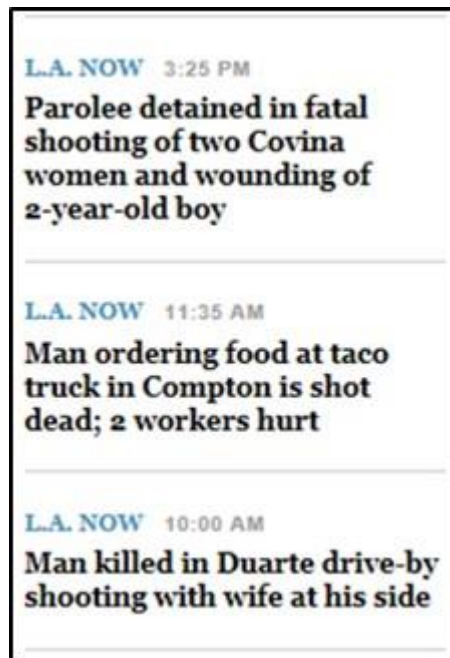 L.A. NOW 3:25 PM
Parolee detained in fatal
shooting of two Covina
women and wounding of
2-year-old boy
L.A. NOW 11:35 AM
Man ordering food at taco
truck in Compton is shot
dead; 2 workers hurt
L.A. NOW 10:00 AM
Man killed in Duarte drive-by
shooting with wife at his side